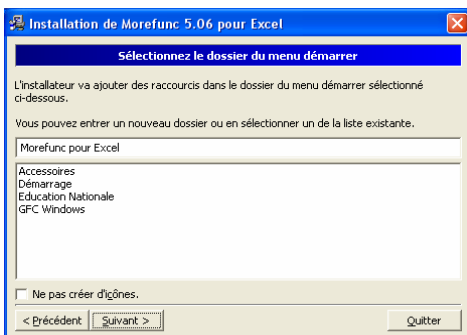 Installation de Morefunc 5.06 pour Excel
Sélectionnez le dossier du menu démarrer
L'installateur va ajouter des raccourcis dans le dossier du menu démarrer sélectionné
ci-dessous.
Vous pouvez entrer un nouveau dossier ou en sélectionner un de la liste existante.
Morefunc pour Excel
Accessoires
Démarrage
Education Nationale
GFC Windows
Ne pas créer d'icônes.
< Précédent Suivant > Quitter